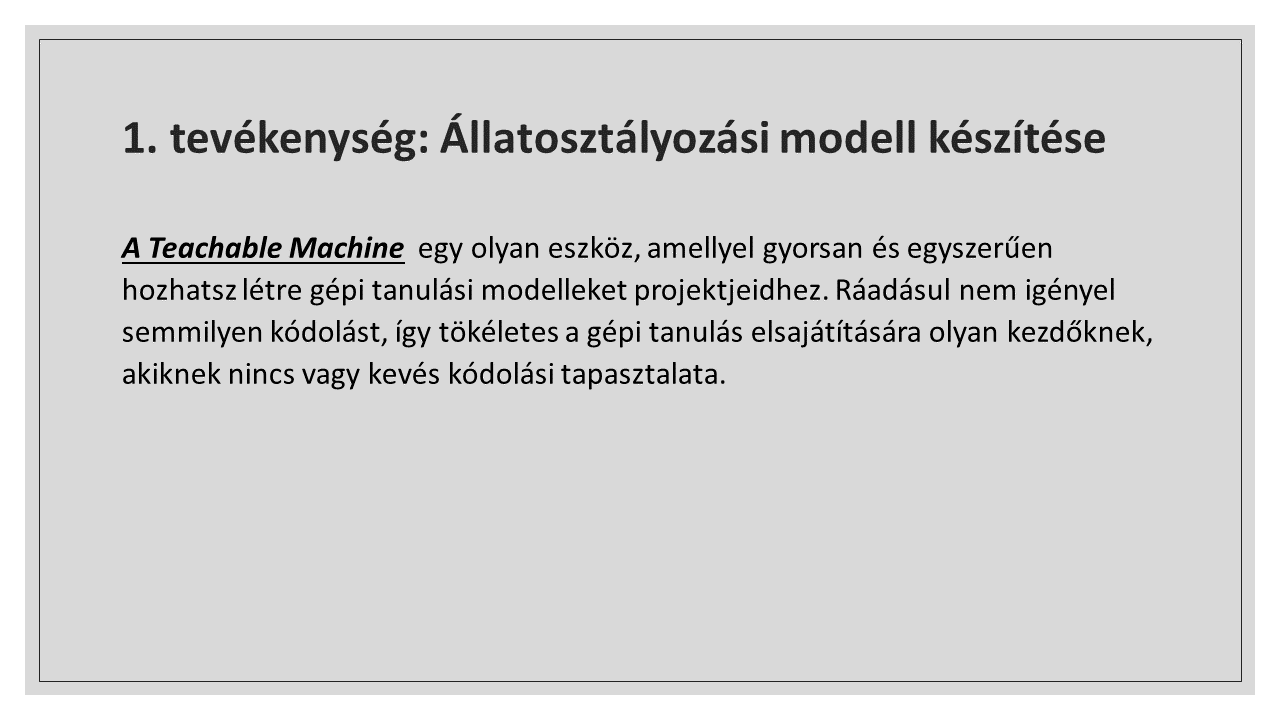 1. tevékenység: Állatosztályozási modell készítése
A Teachable Machine egy olyan eszköz, amellyel gyorsan és egyszerűen
hozhatsz létre gépi tanulási modelleket projektjeidhez. Ráadásul nem igényel
semmilyen kódolást, így tökéletes a gépi tanulás elsajátítására olyan kezdőknek,
akiknek nincs vagy kevés kódolási tapasztalata.